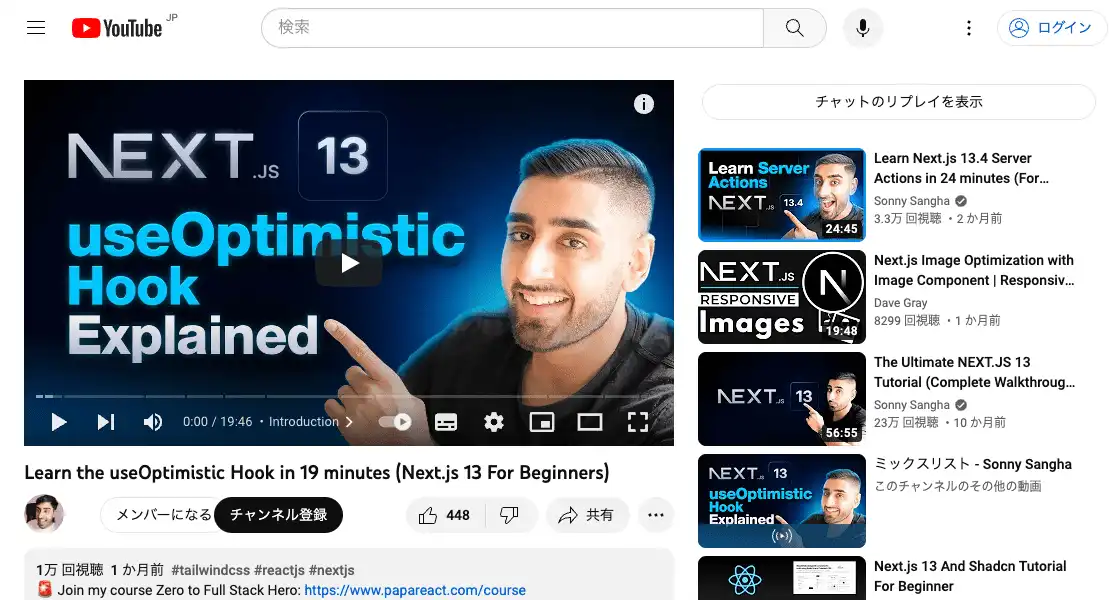 YouTube JP
検索
ログイン
NEXT.JS 13
useOptimistic
Hook
Explained
0:00 / 19:46 • Introduction
Learn the useOptimistic Hook in 19 minutes (Next.js 13 For Beginners)
メンバーになる
チャンネル登録
448
共有
1万 回視聴 1 か月前 #tailwindcss #reactjs #nextjs
🚨 Join my course Zero to Full Stack Hero: https://www.papareact.com/course
チャットのリプレイを表示
Learn Server
Actions in
NEXT.JS 13.4
24:45
Learn Next.js 13.4 Server
Actions in 24 minutes (For…
Sonny Sangha
3.3万 回視聴 ・2 か月前
NEXT.JS
RESPONSIVE
Images
19:48
Next.js Image Optimization with
Image Component | Responsiv…
Dave Gray
8299 回視聴 ・1 か月前
NEXT.JS 13
56:55
The Ultimate NEXT.JS 13
Tutorial (Complete Walkthroug…
Sonny Sangha
23万 回視聴 ・10 か月前
NEXT.JS 13
useOptimistic
Hook
Explained
ミックスリスト - Sonny Sangha
このチャンネルのその他の動画
Next.js 13 And Shadcn Tutorial
For Beginner